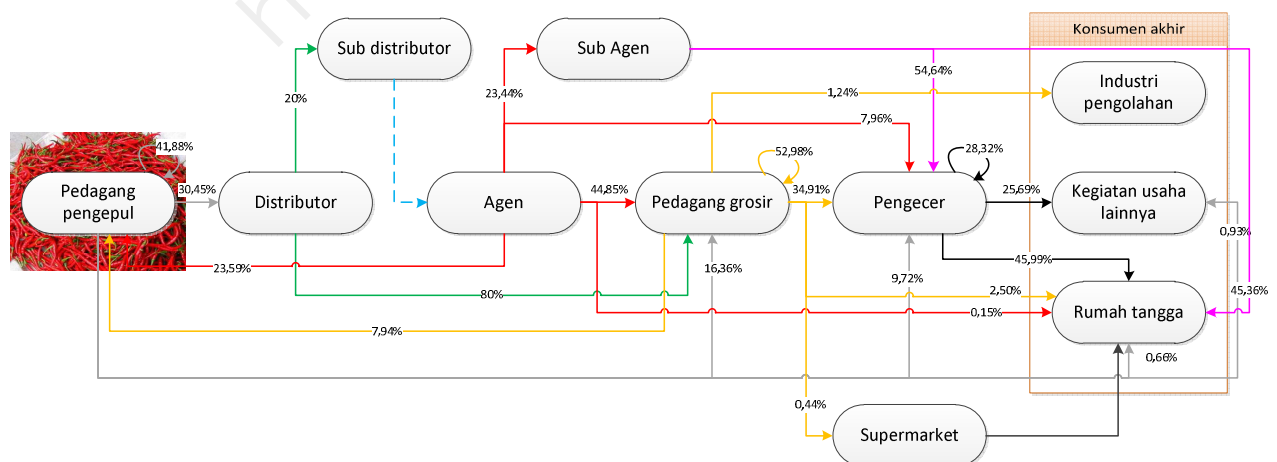 Konsumen akhir
Sub distributor
Sub Agen
Industri
pengolahan
54,64%
20%
23,44%
1,24%
7,96%
41,88%
52,98%
28,32%
Pedagang
pengepul
30,45%
Distributor
Agen
44,85%
Pedagang grosir
34,91%
Pengecer
25,69%
Kegiatan usaha
lainnya
0,93%
23,59%
16,36%
9,72%
45,99%
80%
2,50%
45,36%
0,15%
Rumah tangga
7,94%
0,66%
0,44%
Supermarket